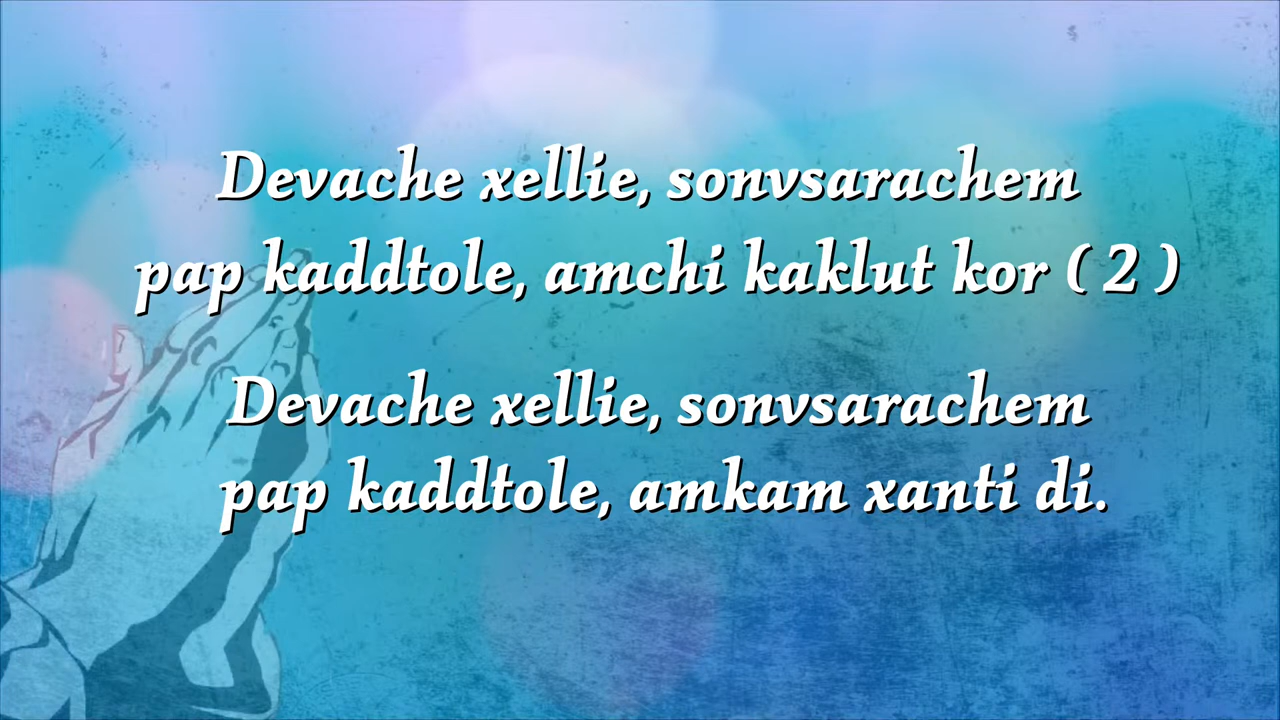 Devache xellie, sonvsarachem
pap kaddtole, amchi kaklut kor ( 2 )
Devache xellie, sonvsarachem
pap kaddtole, amkam xanti di.